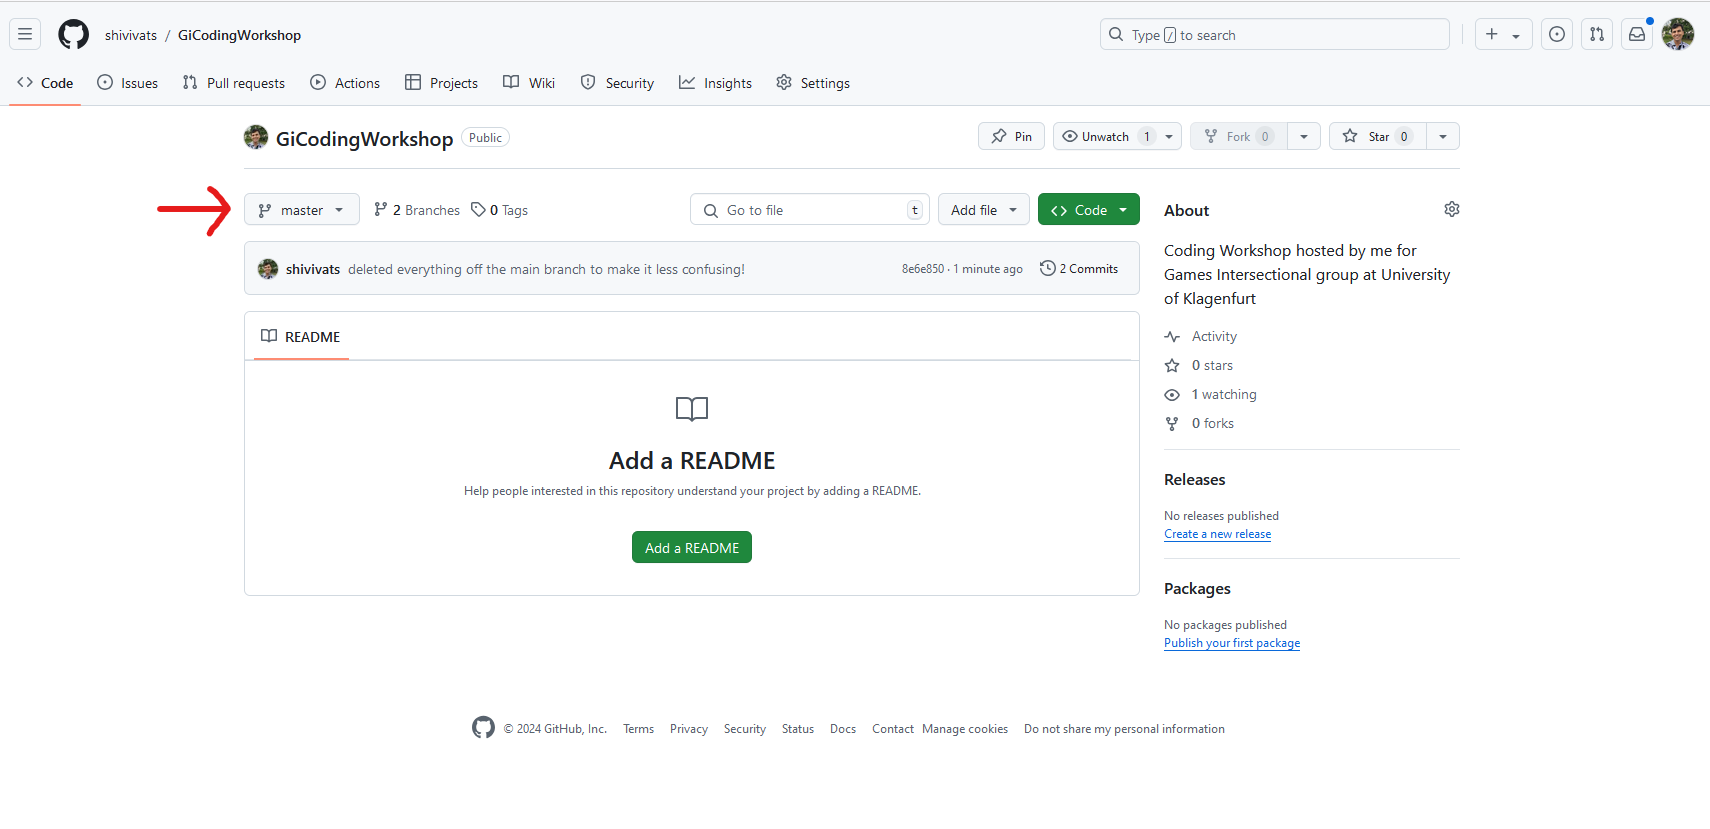 shivivats / GiCodingWorkshop
Type / to search
Code Issues Pull requests Actions Projects Wiki Security Insights Settings
GiCodingWorkshop Public
Pin Unwatch 1 Fork 0 Star 0
master 2 Branches 0 Tags
Go to file t Add file Code
shivivats deleted everything off the main branch to make it less confusing! 8e6e850 · 1 minute ago 2 Commits
README
Add a README
Help people interested in this repository understand your project by adding a README.
Add a README
About
Coding Workshop hosted by me for
Games Intersectional group at University
of Klagenfurt
Activity
0 stars
1 watching
0 forks
Releases
No releases published
Create a new release
Packages
No packages published
Publish your first package
© 2024 GitHub, Inc. Terms Privacy Security Status Docs Contact Manage cookies Do not share my personal information